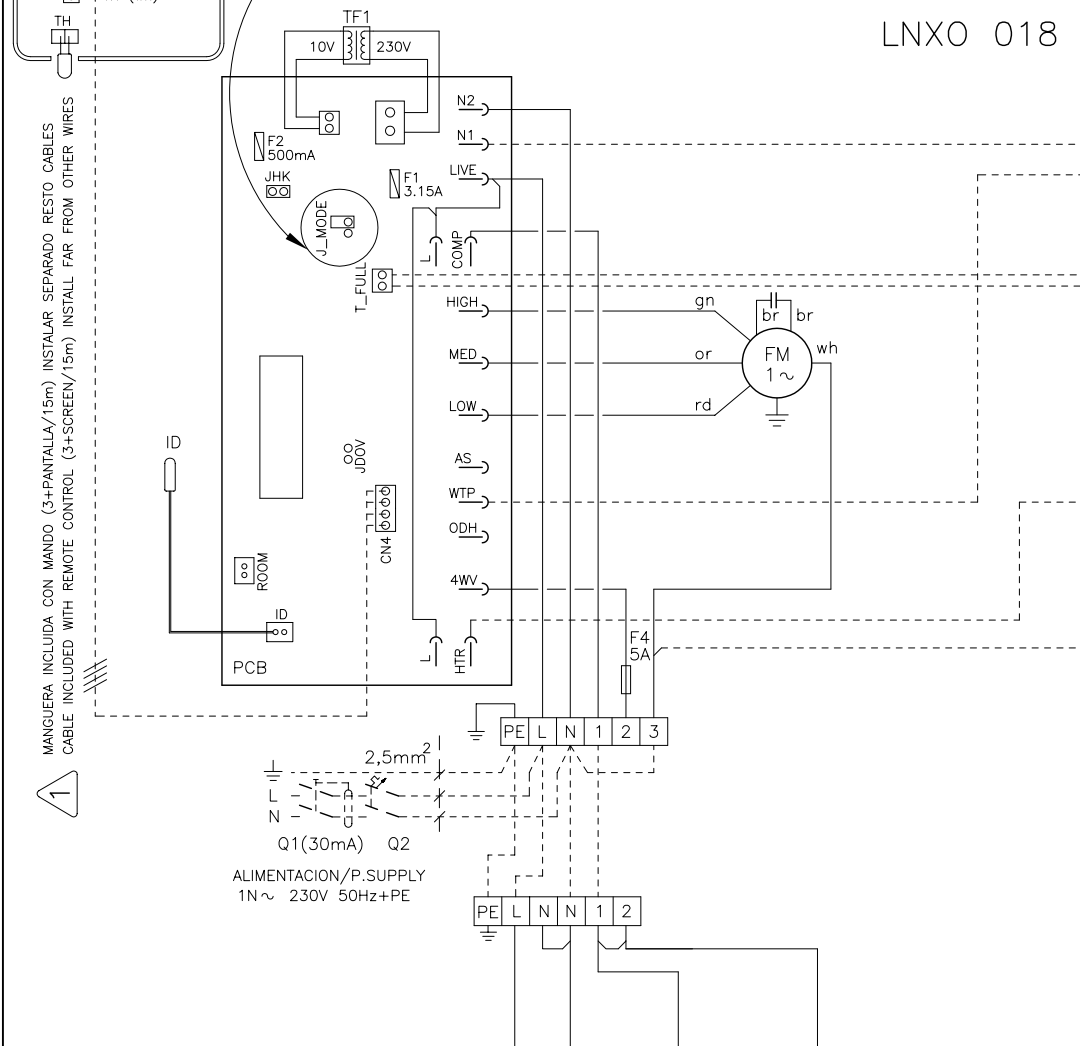 LNXO 018
TH
TF1
10V 230V
N2
N1
LIVE
F2
500mA
JHK
F1
3.15A
J_MODE
L
COMP
T_FULL
HIGH
MED
LOW
AS
WTP
ODH
4WV
gn
or
rd
br br
wh
FM
1~
ID
JDOV
CN4
ROOM
ID
PCB
L
HTR
F4
5A
MANGUERA INCLUIDA CON MANDO (3+PANTALLA/15m) INSTALAR SEPARADO RESTO CABLES
CABLE INCLUDED WITH REMOTE CONTROL (3+SCREEN/15m) INSTALL FAR FROM OTHER WIRES
1
PE L N 1 2 3
2,5mm²
L
N
Q1(30mA) Q2
ALIMENTACION/P.SUPPLY
1N~ 230V 50Hz+PE
PE L N N 1 2